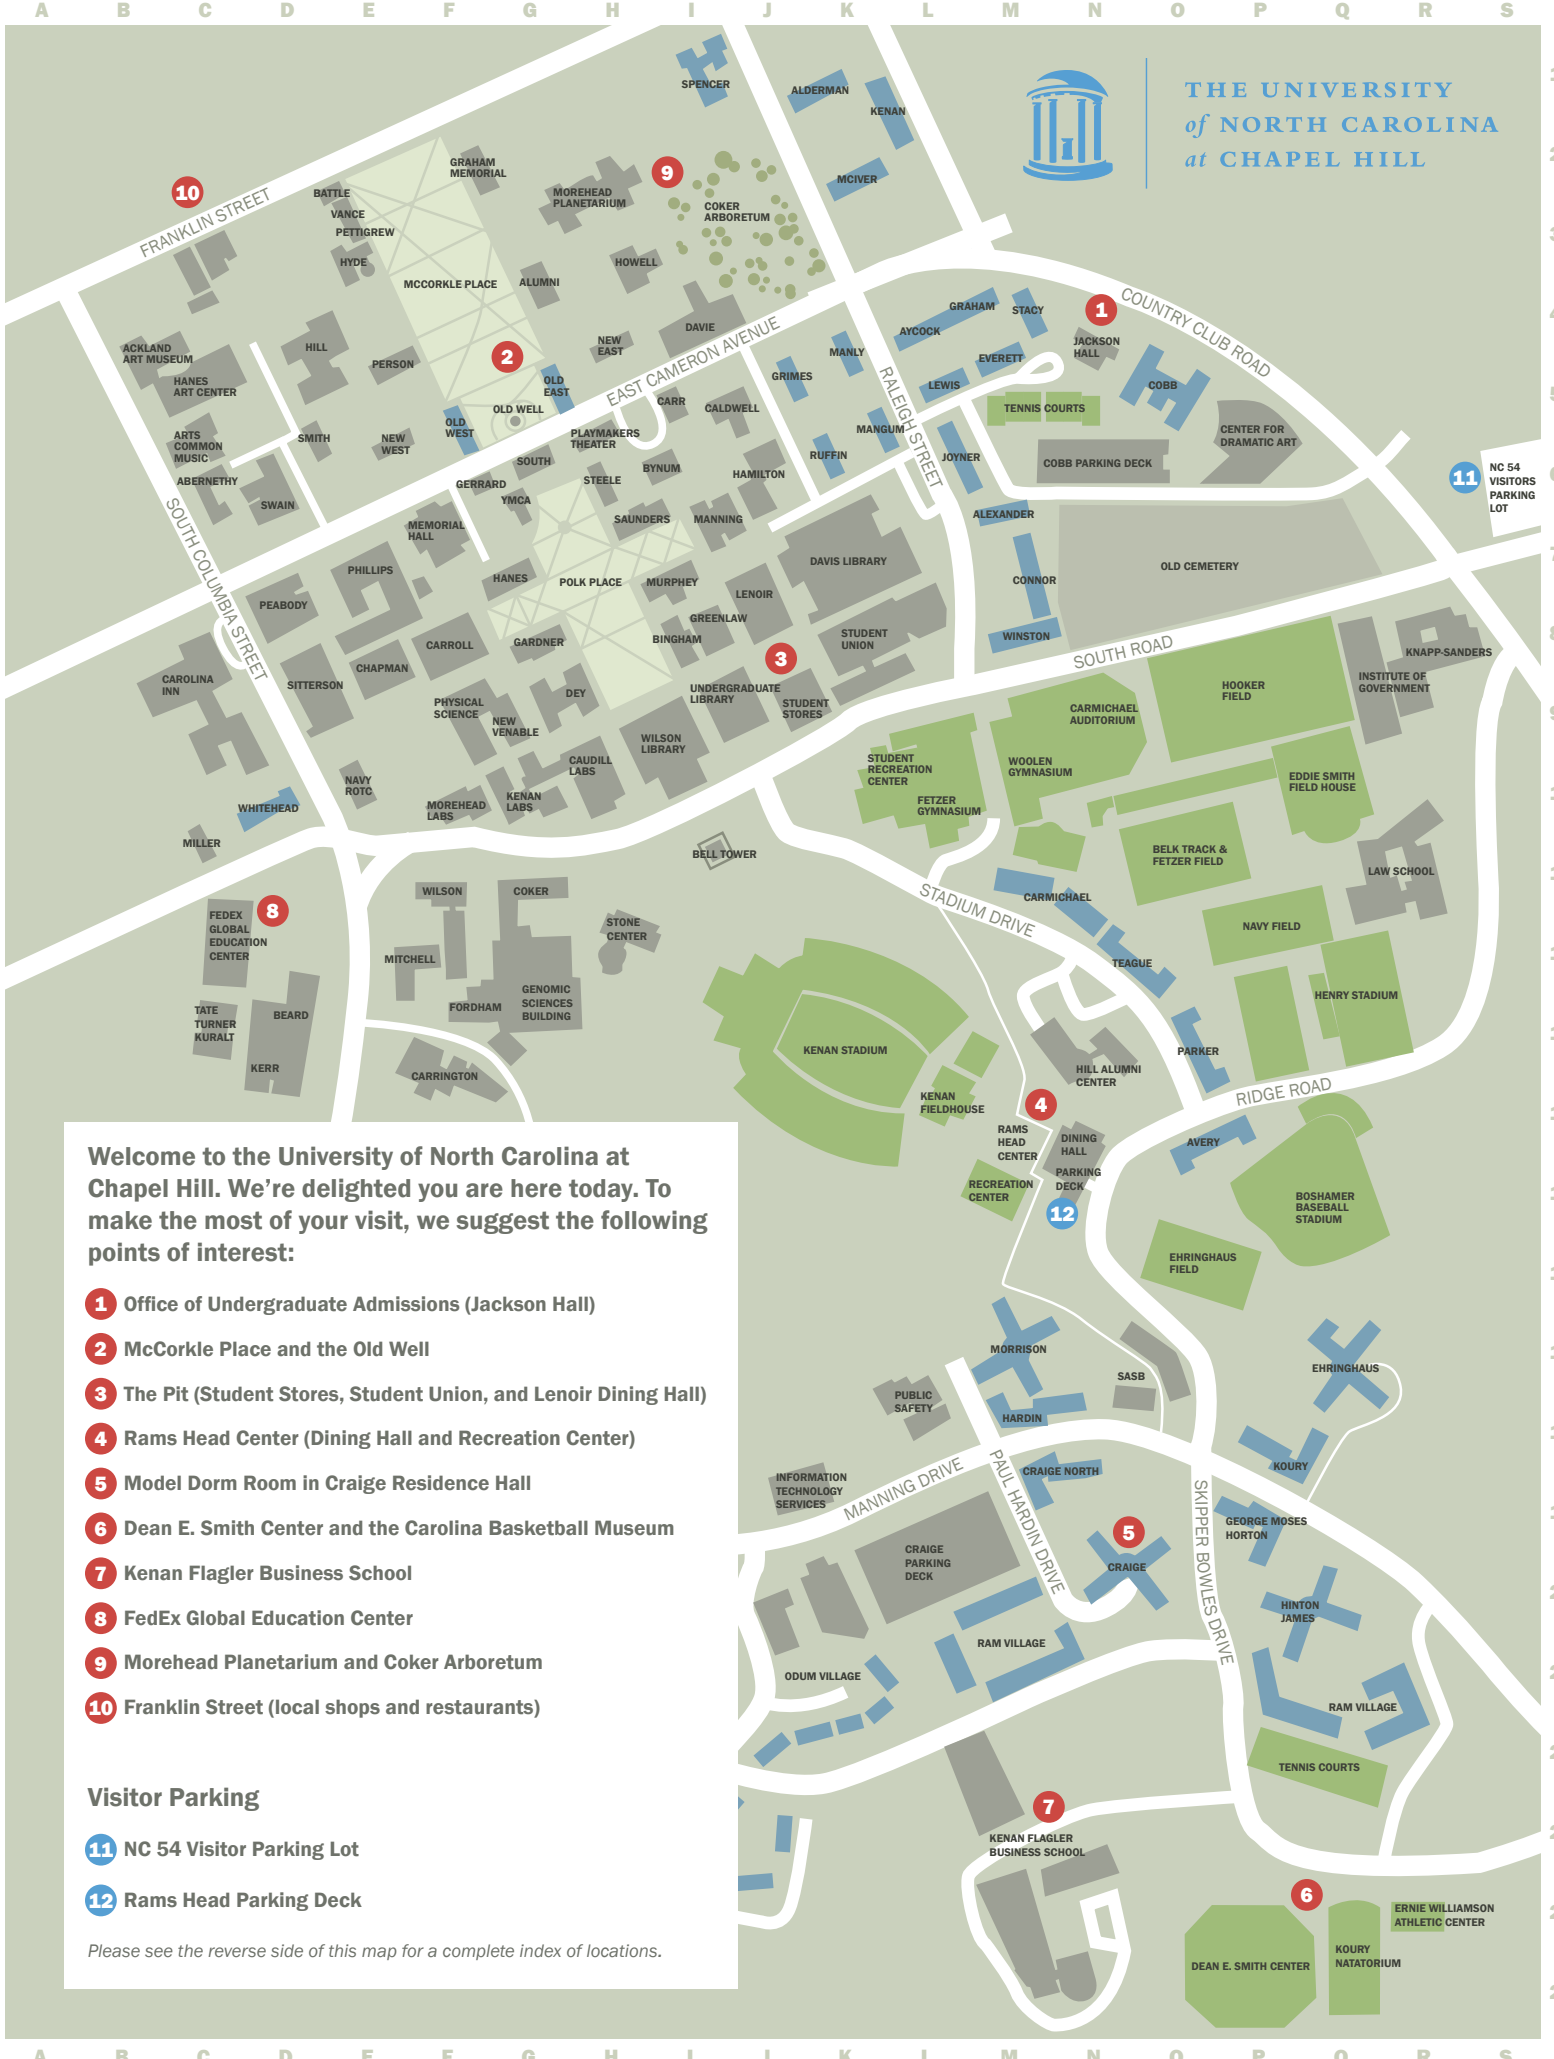 A B C D E F G H I J K L M N O P Q R S
THE UNIVERSITY
of NORTH CAROLINA
at CHAPEL HILL
SPENCER
ALDERMAN
KENAN
MCIVER
GRAHAM
MEMORIAL
MOREHEAD
PLANETARIUM
9
COKER
ARBORETUM
10
FRANKLIN STREET
BATTLE
VANCE
PETTIGREW
HYDE
MCCORKLE PLACE
ALUMNI
HOWELL
DAVIE
GRAHAM
STACY
1
COUNTRY CLUB ROAD
AYCOCK
JACKSON
HALL
ACKLAND
ART MUSEUM
HILL
PERSON
2
NEW
EAST
EAST CAMERON AVENUE
MANLY
EVERETT
HANES
ART CENTER
OLD
EAST
GRIMES
RALEIGH STREET
LEWIS
COBB
OLD WELL
CARR
CALDWELL
TENNIS COURTS
ARTS
COMMON
MUSIC
SMITH
NEW
WEST
OLD
WEST
PLAYMAKERS
THEATER
MANGUM
CENTER FOR
DRAMATIC ART
ABERNETHY
SOUTH
BYNUM
HAMILTON
RUFFIN
JOYNER
COBB PARKING DECK
11
NC 54
VISITORS
PARKING
LOT
SWAIN
GERRARD
YMCA
STEELE
SOUTH COLUMBIA STREET
MEMORIAL
HALL
SAUNDERS
MANNING
ALEXANDER
PHILLIPS
HANES
POLK PLACE
MURPHEY
DAVIS LIBRARY
CONNOR
OLD CEMETERY
PEABODY
LENOIR
GREENLAW
CARROLL
GARDNER
BINGHAM
STUDENT
UNION
WINSTON
SOUTH ROAD
KNAPP-SANDERS
CAROLINA
INN
SITTERSON
CHAPMAN
3
UNDERGRADUATE
LIBRARY
STUDENT
STORES
HOOKER
FIELD
INSTITUTE OF
GOVERNMENT
PHYSICAL
SCIENCE
DEY
NEW
VENABLE
CARMICHAEL
AUDITORIUM
WILSON
LIBRARY
CAUDILL
LABS
STUDENT
RECREATION
CENTER
WOOLEN
GYMNASIUM
EDDIE SMITH
FIELD HOUSE
NAVY
ROTC
WHITEHEAD
MOREHEAD
LABS
KENAN
LABS
FETZER
GYMNASIUM
MILLER
BELL TOWER
BELK TRACK &
FETZER FIELD
LAW SCHOOL
WILSON
COKER
STADIUM DRIVE
CARMICHAEL
FEDEX
GLOBAL
EDUCATION
CENTER
8
STONE
CENTER
NAVY FIELD
MITCHELL
TEAGUE
GENOMIC
SCIENCES
BUILDING
FORDHAM
HENRY STADIUM
TATE
TURNER
KURALT
BEARD
KENAN STADIUM
PARKER
KERR
CARRINGTON
HILL ALUMNI
CENTER
RIDGE ROAD
KENAN
FIELDHOUSE
4
RAMS
HEAD
CENTER
DINING
HALL
AVERY
PARKING
DECK
RECREATION
CENTER
12
BOSHAMER
BASEBALL
STADIUM
EHRINGHAUS
FIELD
MORRISON
EHRINGHAUS
SASB
PUBLIC
SAFETY
HARDIN
KOURY
INFORMATION
TECHNOLOGY
SERVICES
MANNING DRIVE
PAUL HARDIN DRIVE
CRAIGE NORTH
SKIPPER BOWLES DRIVE
GEORGE MOSES
HORTON
5
CRAIGE
PARKING
DECK
CRAIGE
HINTON
JAMES
RAM VILLAGE
ODUM VILLAGE
RAM VILLAGE
TENNIS COURTS
7
KENAN FLAGLER
BUSINESS SCHOOL
6
ERNIE WILLIAMSON
ATHLETIC CENTER
KOURY
NATATORIUM
DEAN E. SMITH CENTER
Welcome to the University of North Carolina at
Chapel Hill. We’re delighted you are here today. To
make the most of your visit, we suggest the following
points of interest:
1 Office of Undergraduate Admissions (Jackson Hall)
2 McCorkle Place and the Old Well
3 The Pit (Student Stores, Student Union, and Lenoir Dining Hall)
4 Rams Head Center (Dining Hall and Recreation Center)
5 Model Dorm Room in Craige Residence Hall
6 Dean E. Smith Center and the Carolina Basketball Museum
7 Kenan Flagler Business School
8 FedEx Global Education Center
9 Morehead Planetarium and Coker Arboretum
10 Franklin Street (local shops and restaurants)
Visitor Parking
11 NC 54 Visitor Parking Lot
12 Rams Head Parking Deck
Please see the reverse side of this map for a complete index of locations.
A B C D E F G H I J K L M N O P Q R S